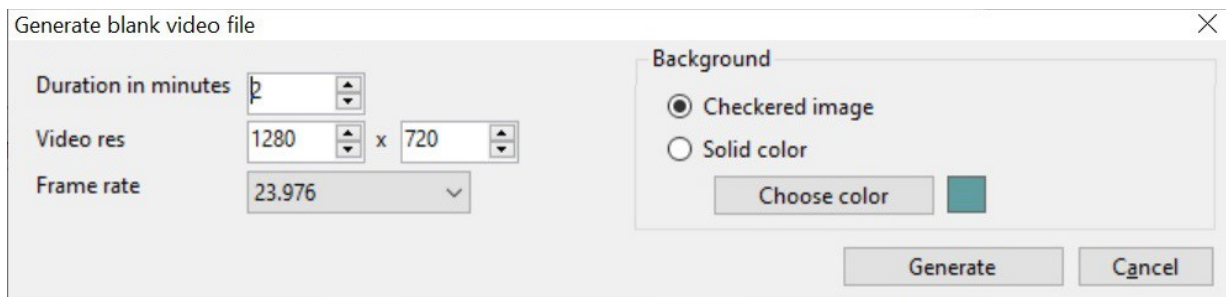 Generate blank video file
Duration in minutes 2
Video res 1280 x 720
Frame rate 23.976
Background
Checkered image
Solid color
Choose color
Generate Cancel